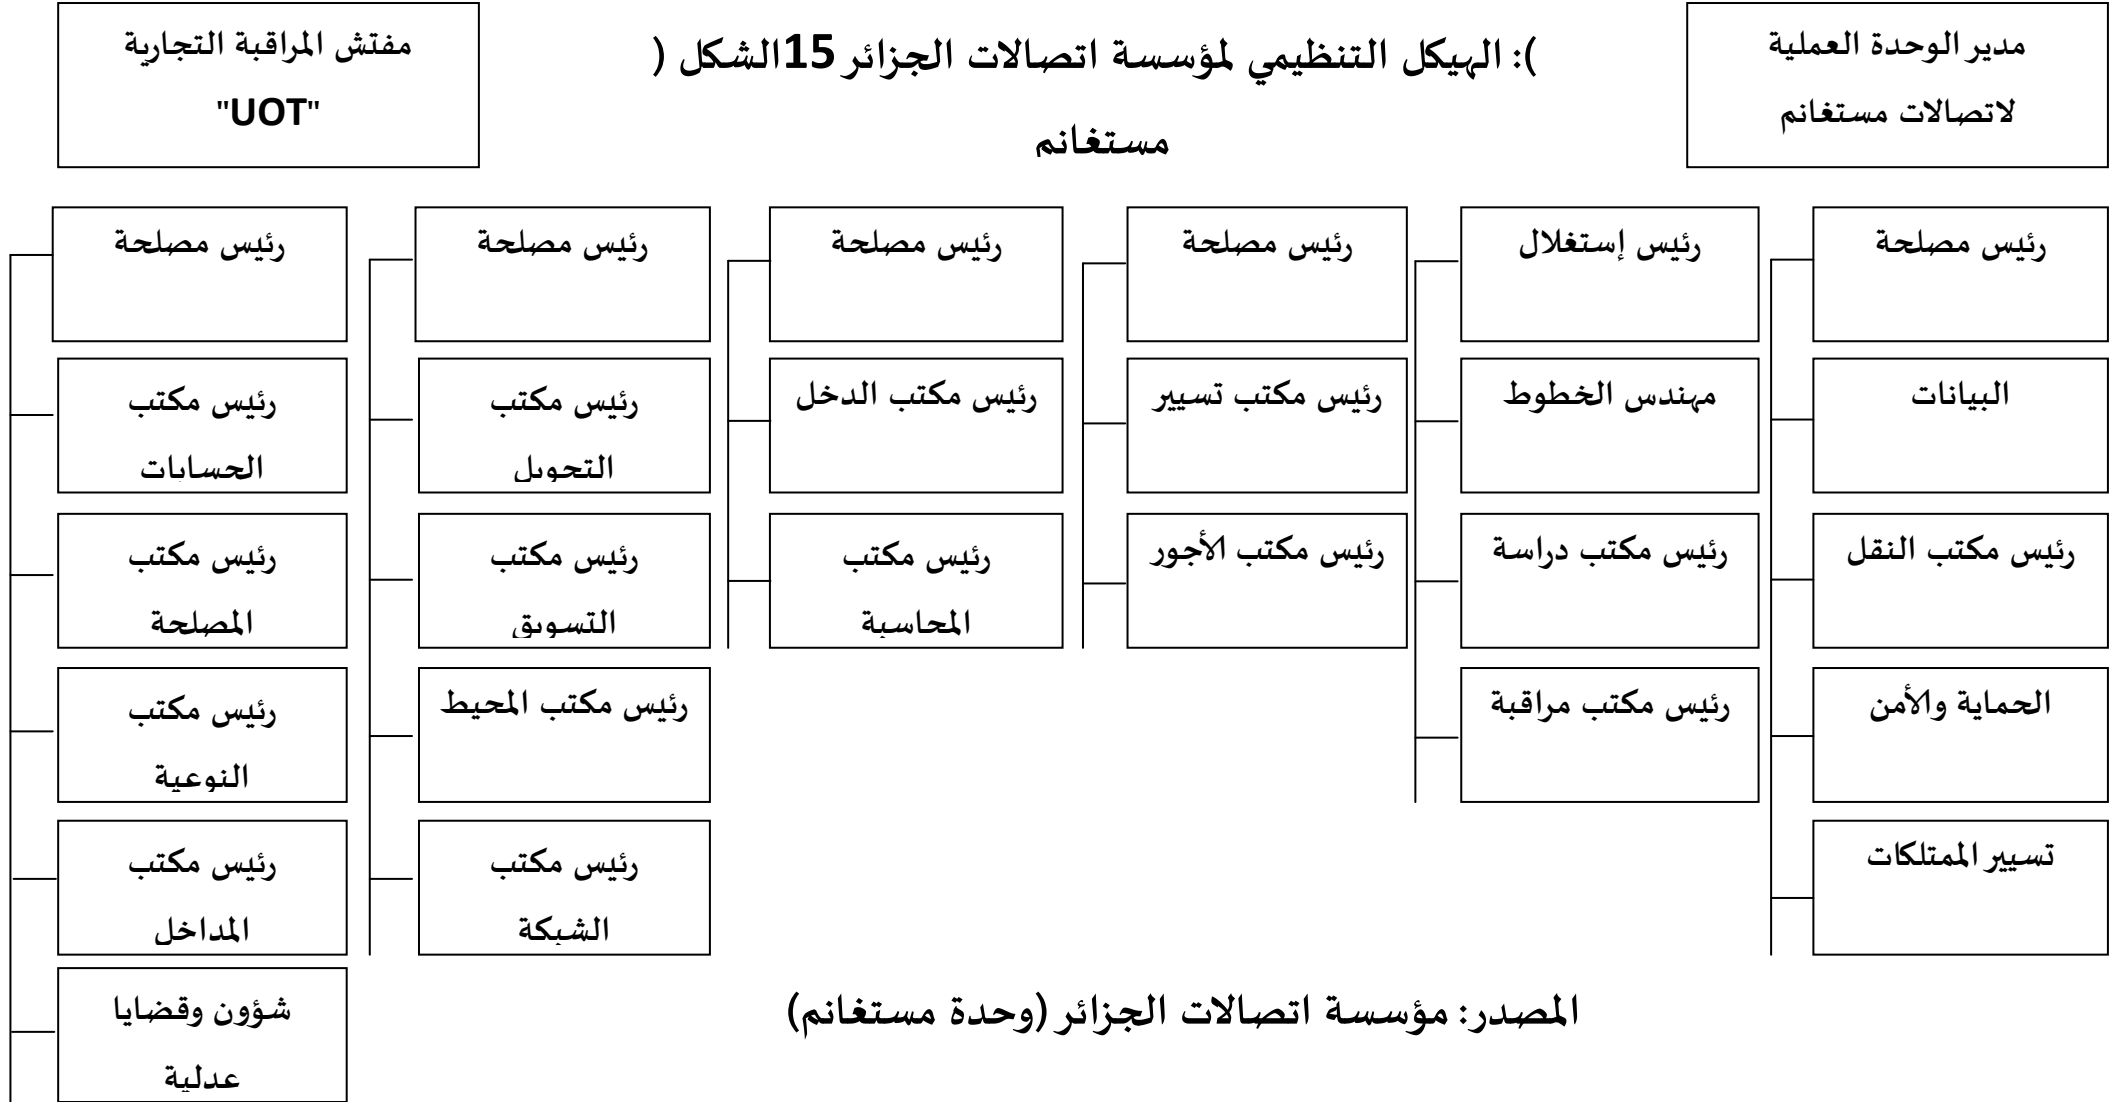 مدير الوحدة العملية
لاتصالات مستغانم
): الهيكل التنظيمي لمؤسسة اتصالات الجزائر 15الشكل (
مستغانم
مفتش المراقبة التجارية
"UOT"
رئيس مصلحة
رئيس إستغلال
رئيس مصلحة
رئيس مصلحة
رئيس مصلحة
رئيس مصلحة
البيانات
مهندس الخطوط
رئيس مكتب تسيير
رئيس مكتب الدخل
رئيس مكتب
التحويل
رئيس مكتب
الحسابات
رئيس مكتب النقل
رئيس مكتب دراسة
رئيس مكتب الأجور
رئيس مكتب
المحاسبة
رئيس مكتب
التسويق
رئيس مكتب
المصلحة
الحماية والأمن
رئيس مكتب مراقبة
رئيس مكتب المحيط
رئيس مكتب
النوعية
تسيير الممتلكات
رئيس مكتب
الشبكة
رئيس مكتب
المداخل
شؤون وقضايا
عدلية
المصدر: مؤسسة اتصالات الجزائر (وحدة مستغانم)